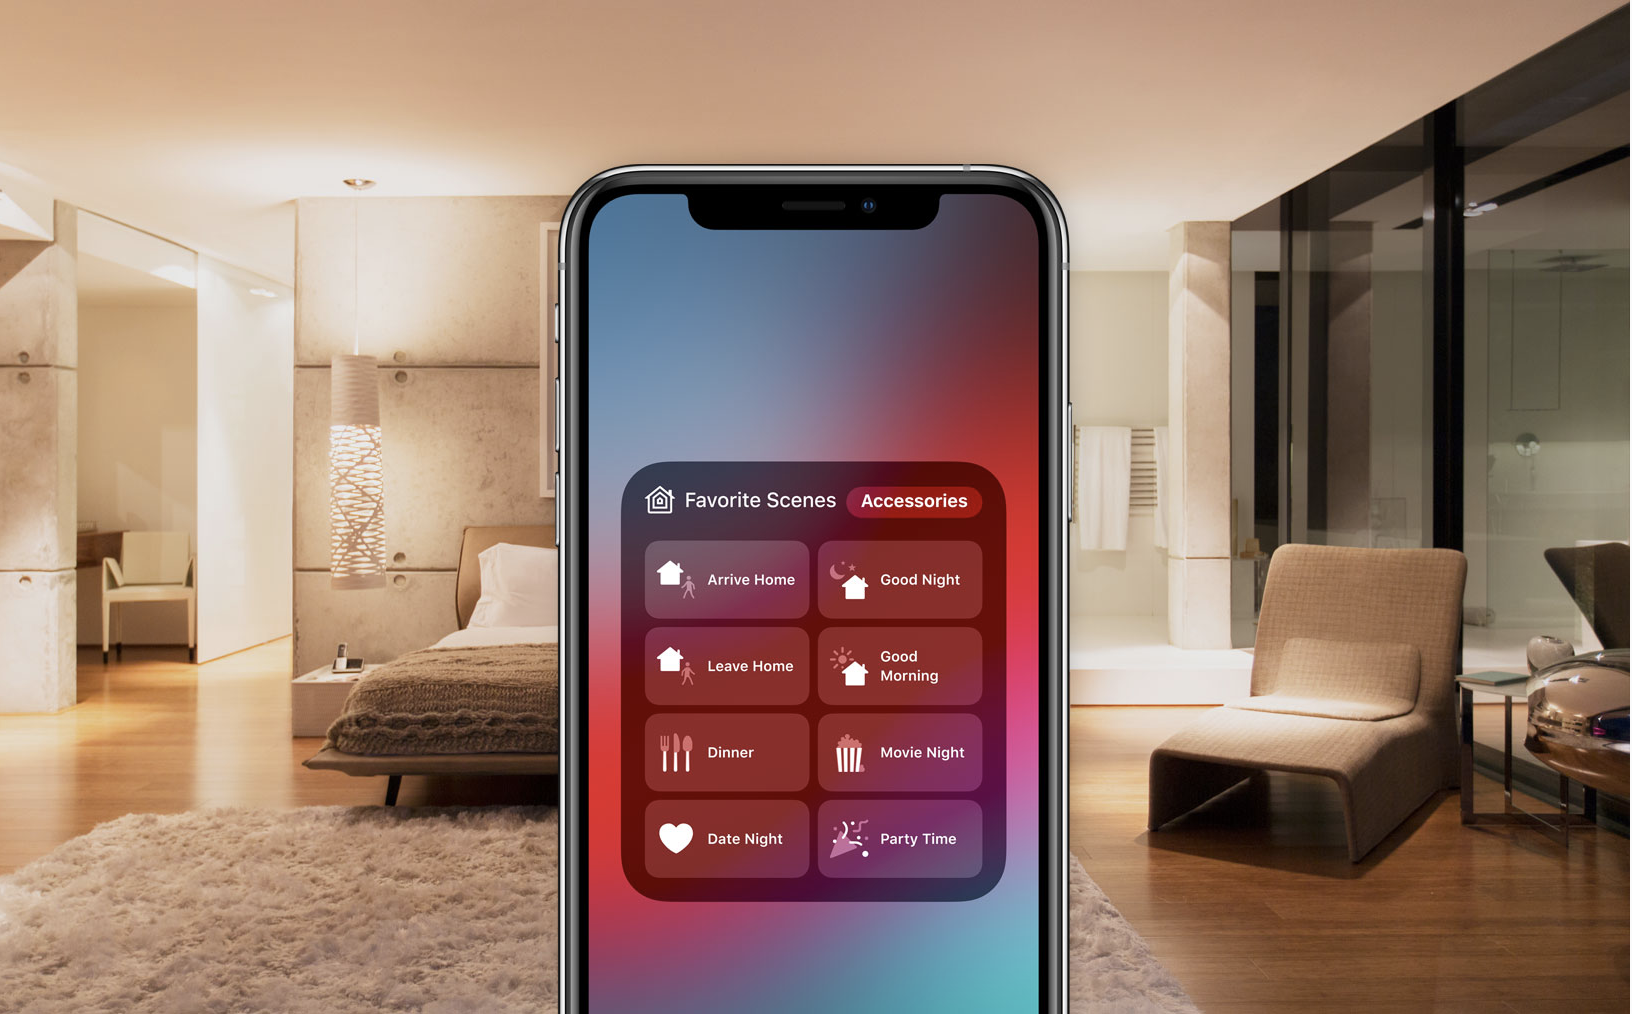 Favorite Scenes Accessories
Arrive Home
Good Night
Leave Home
Good
Morning
Dinner
Movie Night
Date Night
Party Time